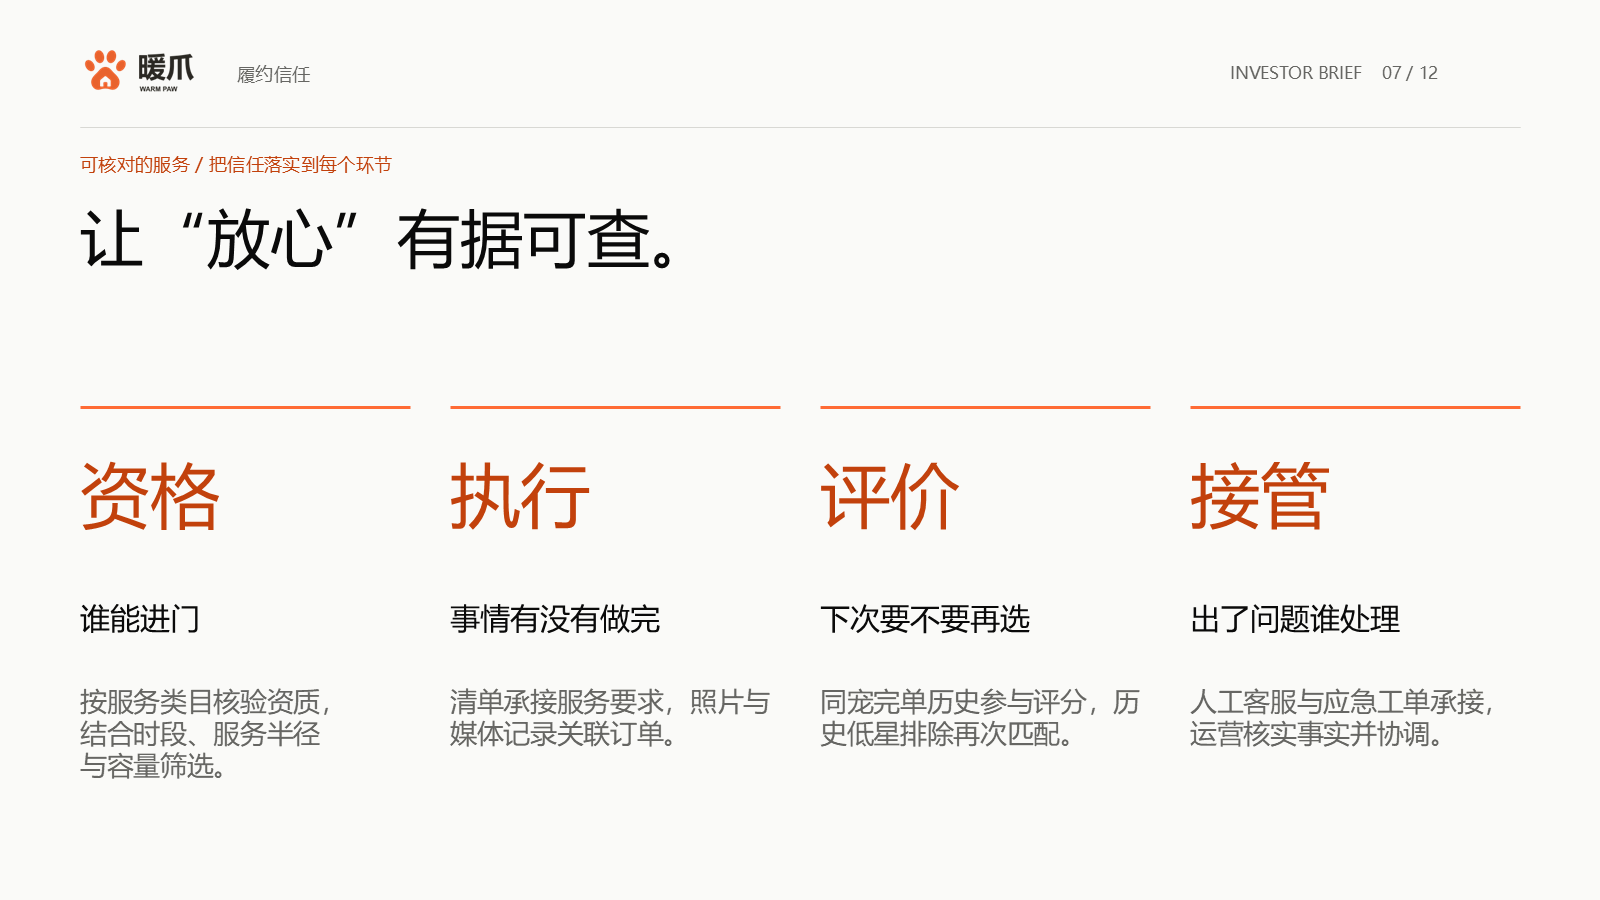 暖爪
WARM PAW
履约信任
INVESTOR BRIEF 07 / 12
可核对的服务 / 把信任落实到每个环节
让“放心”有据可查。
资格
谁能进门
按服务类目核验资质，
结合时段、服务半径
与容量筛选。
执行
事情有没有做完
清单承接服务要求，照片与
媒体记录关联订单。
评价
下次要不要再选
同宠完单历史参与评分，历
史低星排除再次匹配。
接管
出了问题谁处理
人工客服与应急工单承接，
运营核实事实并协调。